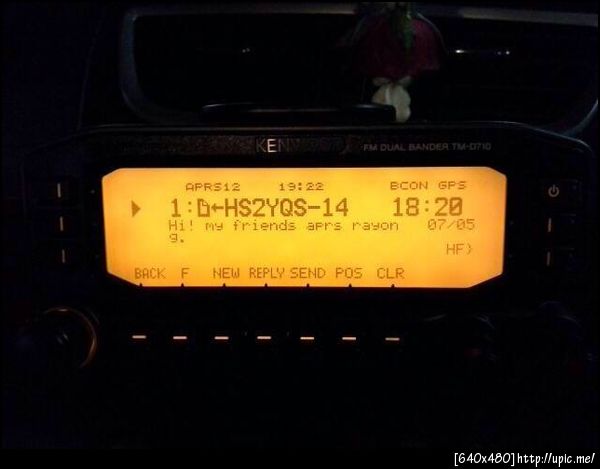 KENWOOD FM DUAL BANDER TM-D710
APRS12 19:22 BCON GPS
1:←HS2YQS-14 18:20
Hi! my friends aprs rayon 07/05
g.
HF}
BACK F NEW REPLY SEND POS CLR
[640x480]http://upic.me/